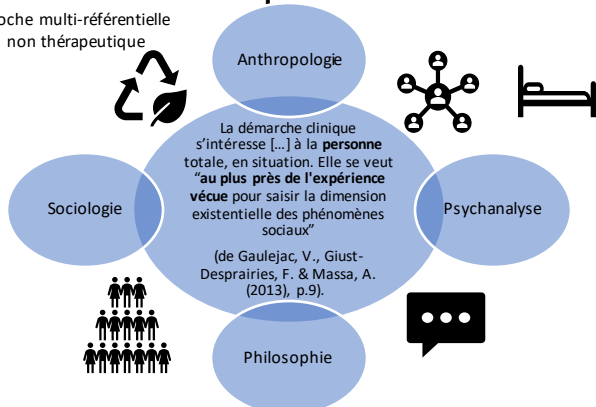 multi-référentielle
non thérapeutique
Anthropologie
La démarche clinique
s’intéresse […] à la personne
totale, en situation. Elle se veut
“au plus près de l'expérience
vécue pour saisir la dimension
existentielle des phénomènes
sociaux”
(de Gaulejac, V., Giust-
Desprairies, F. & Massa, A.
(2013), p.9).
Sociologie
Psychanalyse
Philosophie